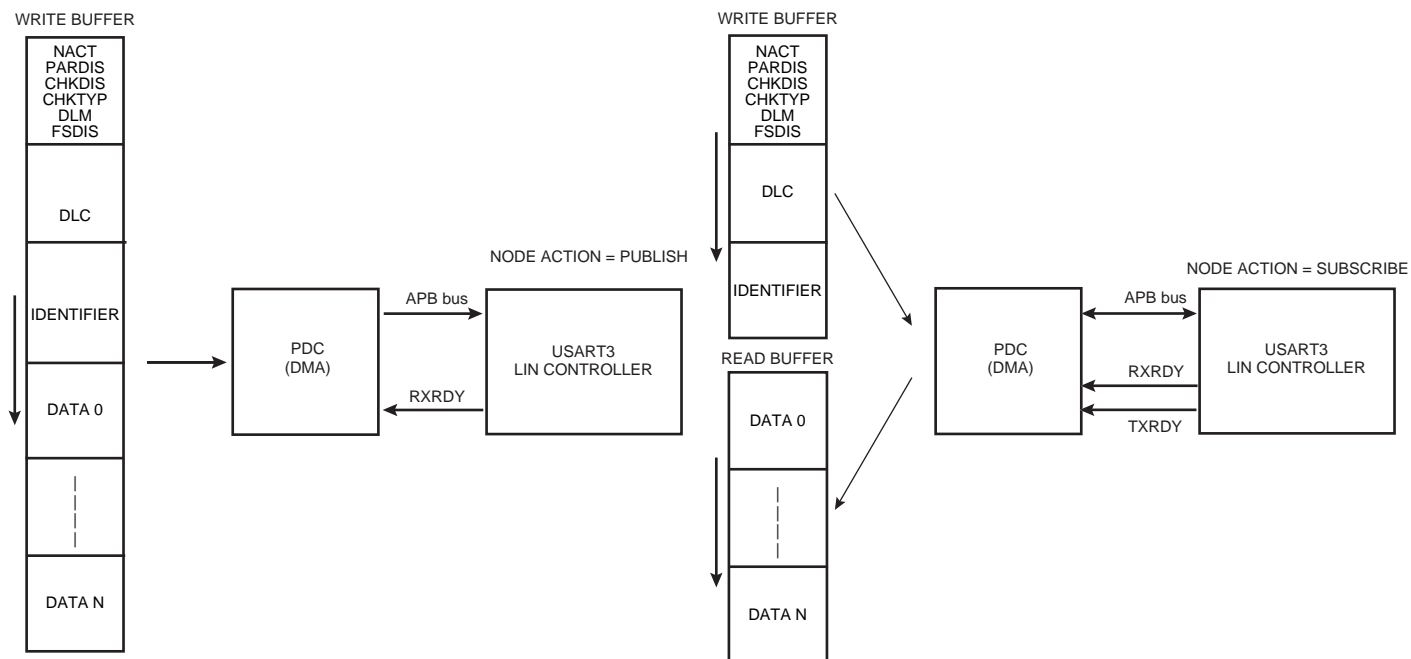 WRITE BUFFER
NACT
PARDIS
CHKDIS
CHKTYP
DLM
FSDIS
DLC
IDENTIFIER
DATA 0
DATA N
PDC
(DMA)
APB bus
RXRDY
NODE ACTION = PUBLISH
USART3
LIN CONTROLLER
WRITE BUFFER
NACT
PARDIS
CHKDIS
CHKTYP
DLM
FSDIS
DLC
IDENTIFIER
READ BUFFER
DATA 0
DATA N
PDC
(DMA)
APB bus
RXRDY
TXRDY
NODE ACTION = SUBSCRIBE
USART3
LIN CONTROLLER